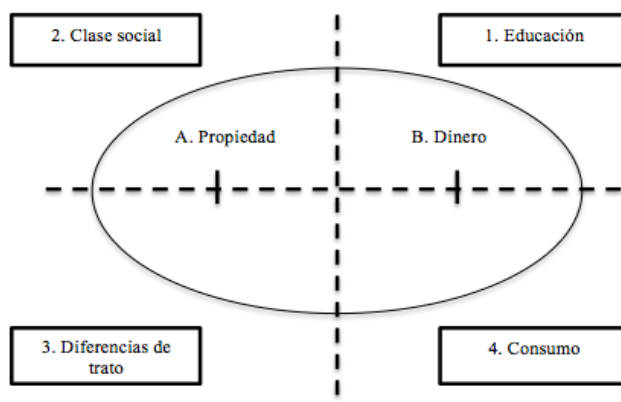 2. Clase social
1. Educación
A. Propiedad
B. Dinero
3. Diferencias de
trato
4. Consumo